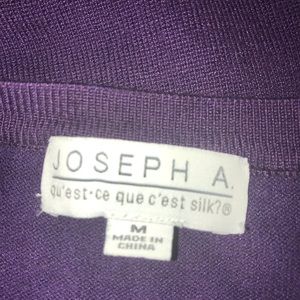 JOSEPH A.
qu'est-ce que c'est silk?®
M
MADE IN
CHINA